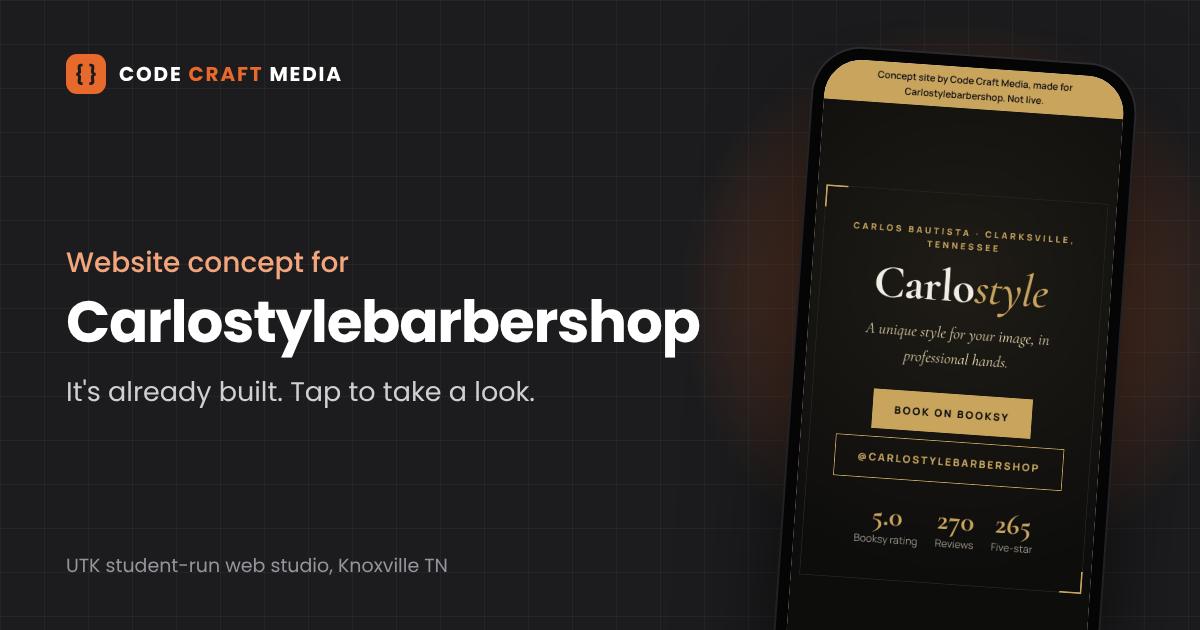 { }
CODE CRAFT MEDIA
Website concept for
Carlostylebarbershop
It's already built. Tap to take a look.
UTK student-run web studio, Knoxville TN
Concept site by Code Craft Media, made for
Carlostylebarbershop. Not live.
CARLOS BAUTISTA · CLARKSVILLE,
TENNESSEE
Carlostyle
A unique style for your image, in
professional hands.
BOOK ON BOOKSY
@CARLOSTYLEBARBERSHOP
5.0 270 265
Booksy rating Reviews Five-star